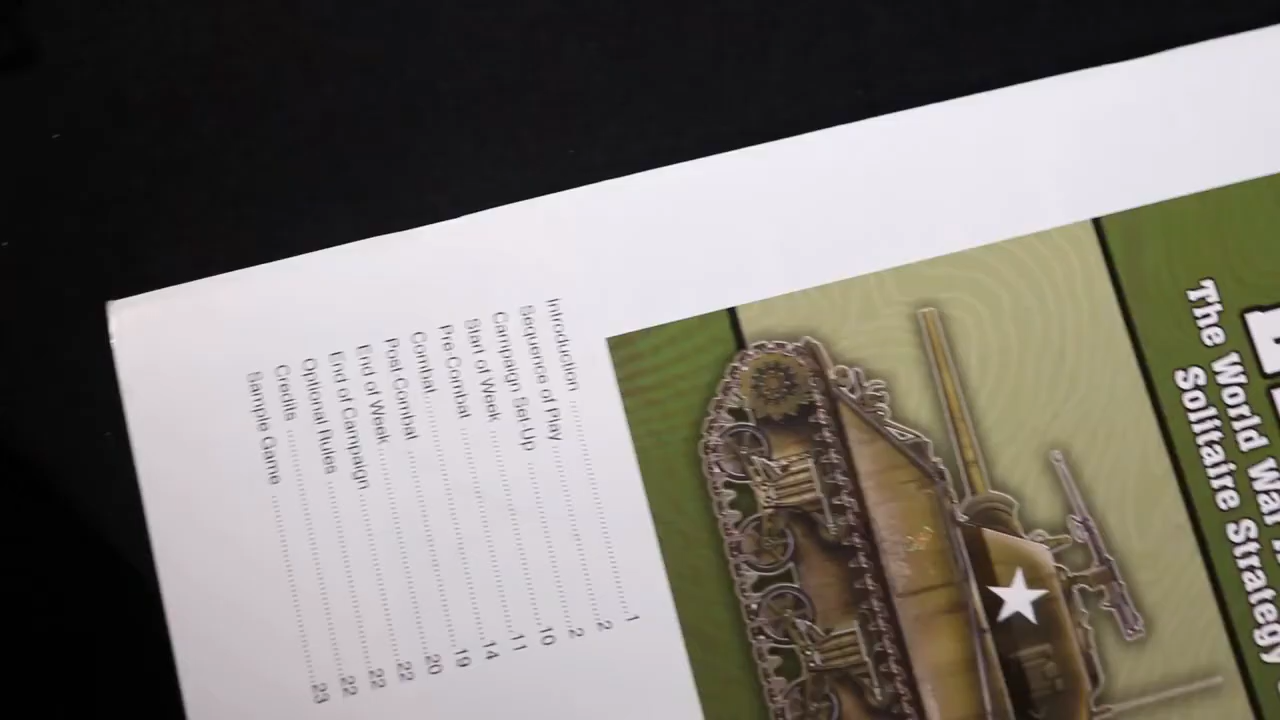 The World War
Solitaire Strategy
Introduction ........ 1
Sequence of Play ........ 2
Campaign Set-Up ........ 2
Start of Week ........ 10
Pre-Combat ........ 11
Combat ........ 14
Post-Combat ........ 19
End of Week ........ 20
End of Campaign ........ 22
Optional Rules ........ 22
Credits ........ 22
Sample Game ........ 23